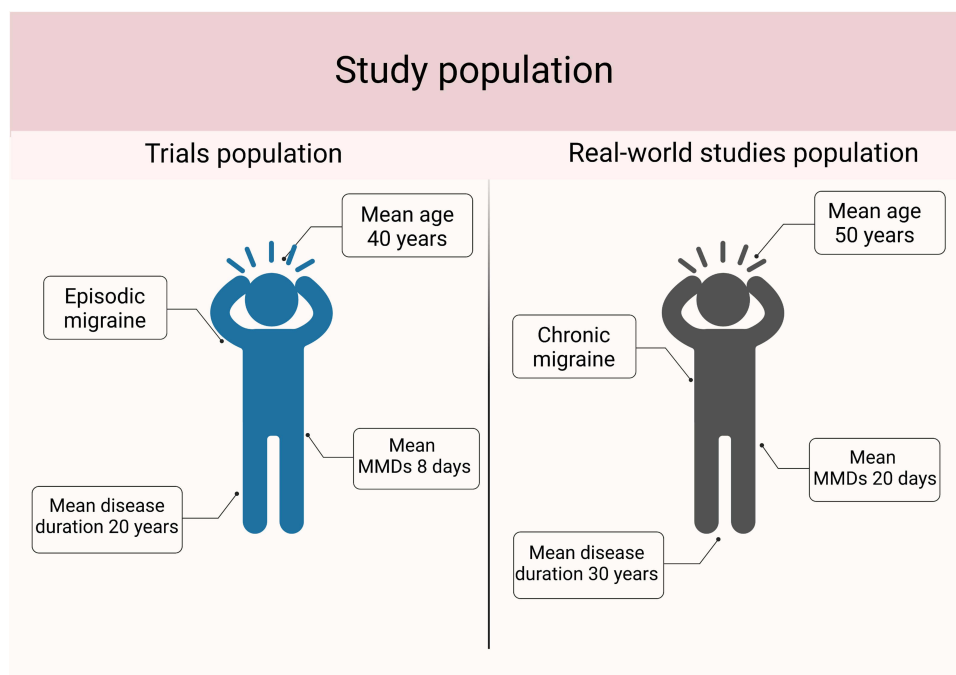 Study population
Trials population
Mean age
40 years
Episodic
migraine
Mean
MMDs 8 days
Mean disease
duration 20 years
Real-world studies population
Mean age
50 years
Chronic
migraine
Mean
MMDs 20 days
Mean disease
duration 30 years